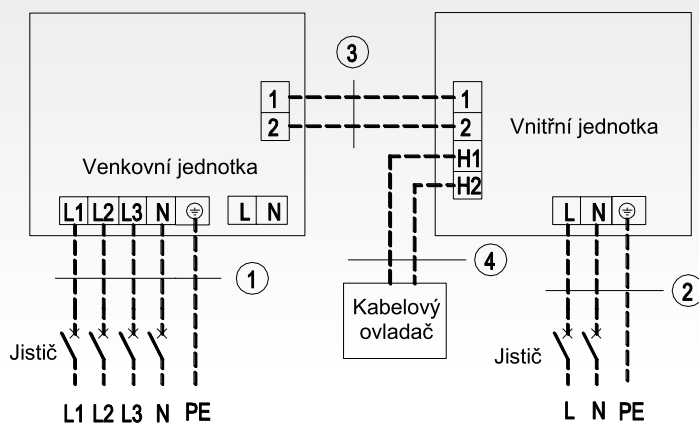 3
1 1
2 2
Venkovní jednotka
Vnitřní jednotka
H1
H2
L1 L2 L3 N L N
L N
1
4
2
Kabelový
ovladač
Jistič
Jistič
L1 L2 L3 N PE
L N PE